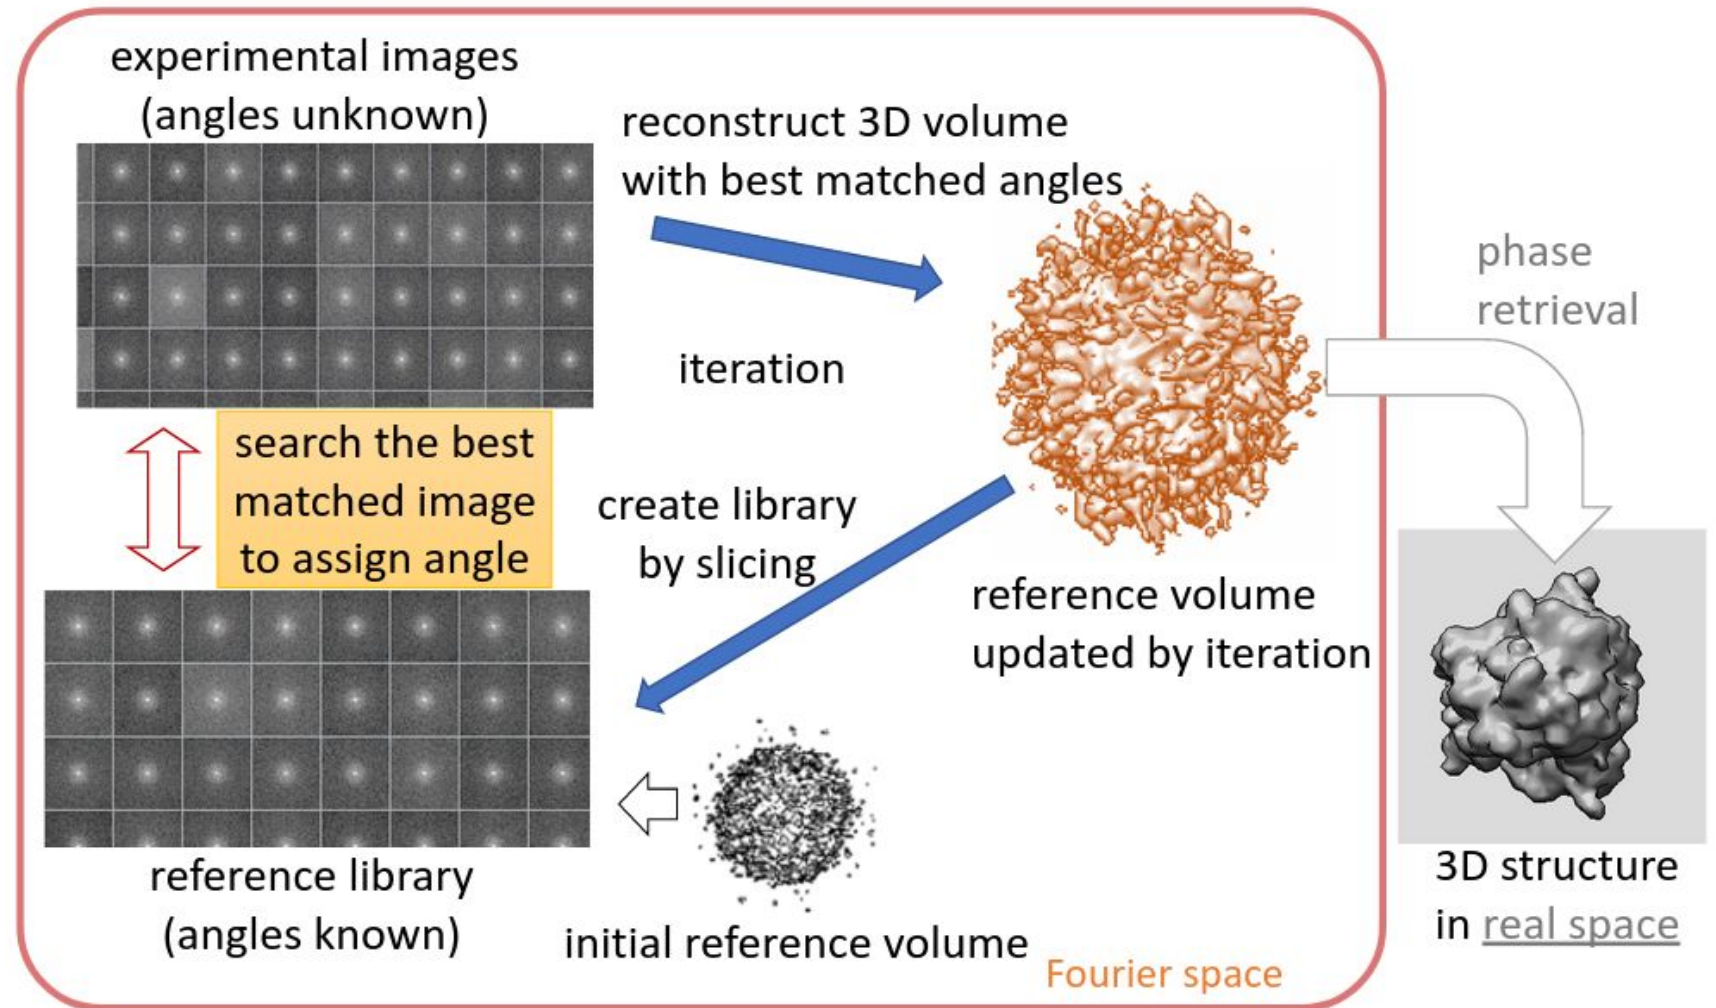 experimental images
(angles unknown)
reconstruct 3D volume
with best matched angles
phase
retrieval
iteration
search the best
matched image
to assign angle
create library
by slicing
reference volume
updated by iteration
reference library
(angles known)
initial reference volume
Fourier space
3D structure
in real space